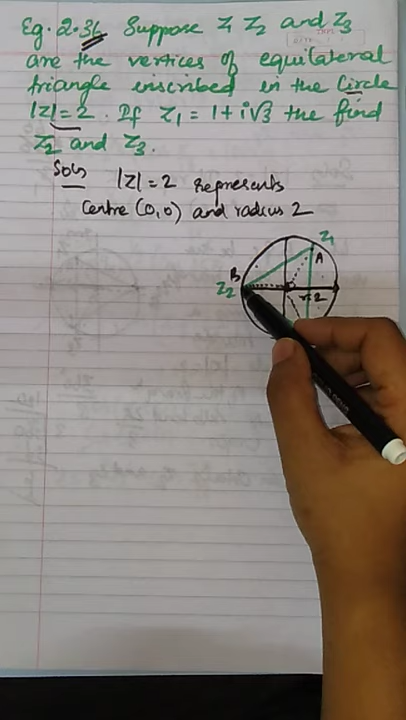 Eg. 2.36 Suppose Z1 Z2 and Z3
are the vertices of equilateral
triangle inscribed in the Circle
|Z| = 2. If Z1 = 1 + i√3 the find
Z2 and Z3.
Soln |Z| = 2 Represents
Centre (0,0) and radius 2
Z1
A
B
Z2
r=2